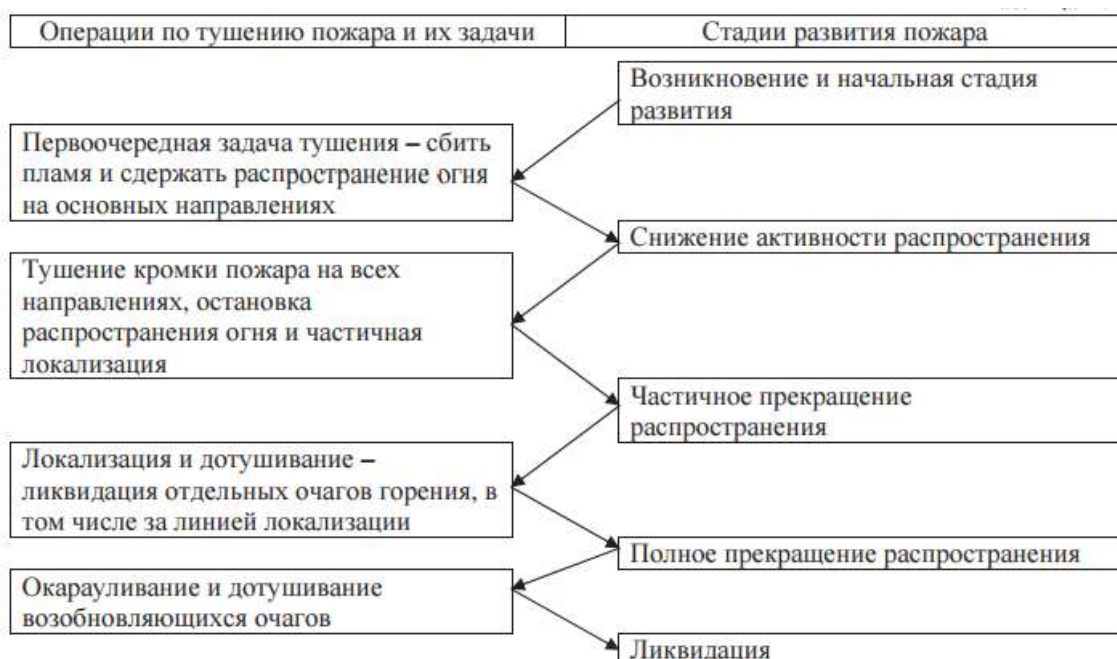 Операции по тушению пожара и их задачи
Стадии развития пожара
Возникновение и начальная стадия
развития
Первоочередная задача тушения – сбить
пламя и сдержать распространение огня
на основных направлениях
Снижение активности распространения
Тушение кромки пожара на всех
направлениях, остановка
распространения огня и частичная
локализация
Частичное прекращение
распространения
Локализация и дотушивание –
ликвидация отдельных очагов горения, в
том числе за линией локализации
Полное прекращение распространения
Окарауливание и дотушивание
возобновляющихся очагов
Ликвидация